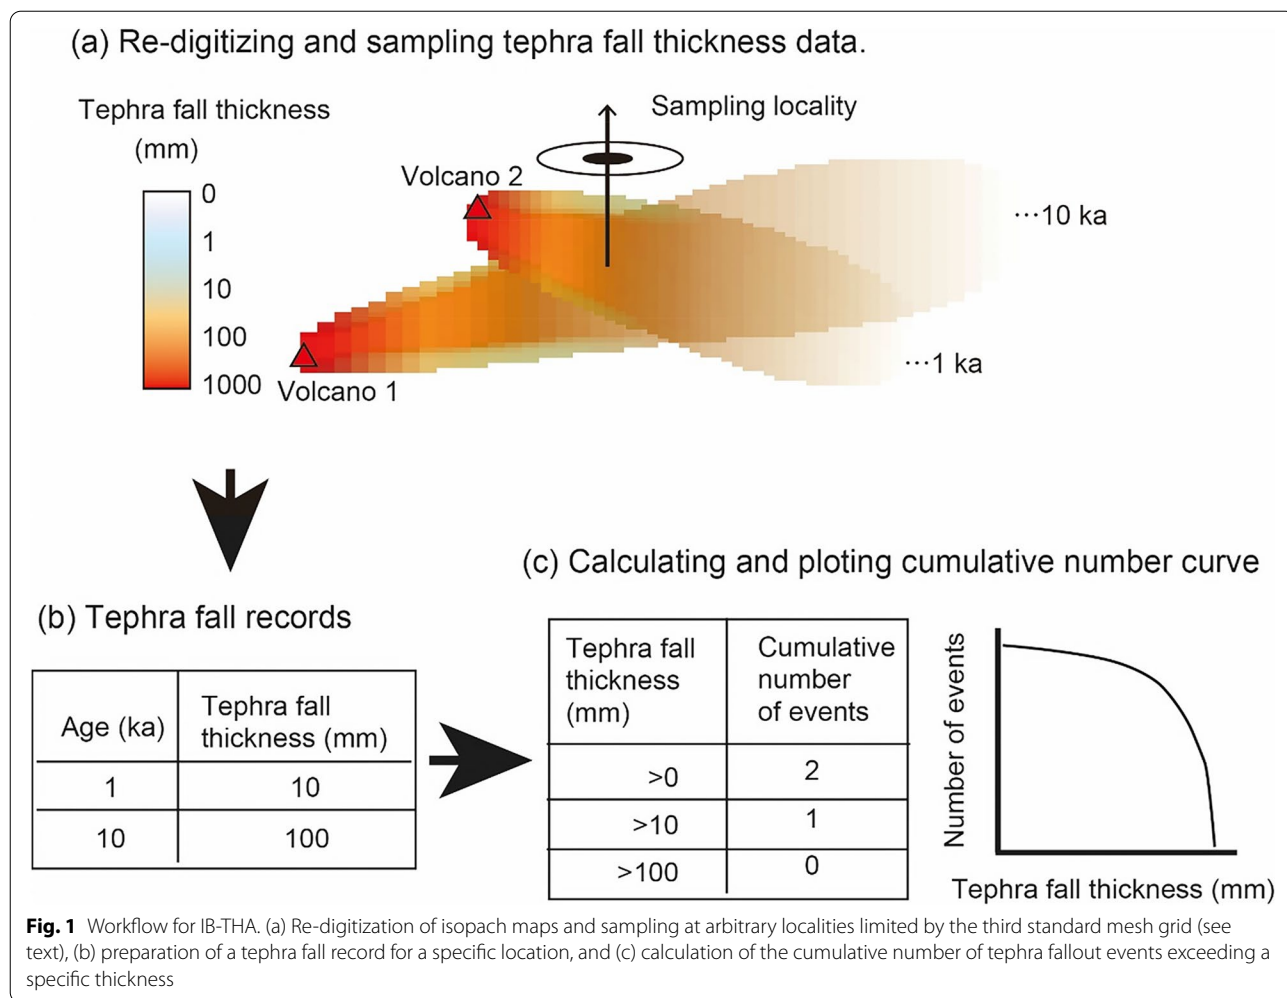 (a) Re-digitizing and sampling tephra fall thickness data.
Tephra fall thickness
(mm)
0
1
10
100
1000
Sampling locality
Volcano 2
Volcano 1
···10 ka
···1 ka
(b) Tephra fall records
Age (ka)
Tephra fall
thickness (mm)
1
10
10
100
(c) Calculating and ploting cumulative number curve
Tephra fall
thickness
(mm)
Cumulative
number
of events
>0
2
>10
1
>100
0
Number of events
Tephra fall thickness (mm)
Fig. 1 Workflow for IB-THA. (a) Re-digitization of isopach maps and sampling at arbitrary localities limited by the third standard mesh grid (see
text), (b) preparation of a tephra fall record for a specific location, and (c) calculation of the cumulative number of tephra fallout events exceeding a
specific thickness